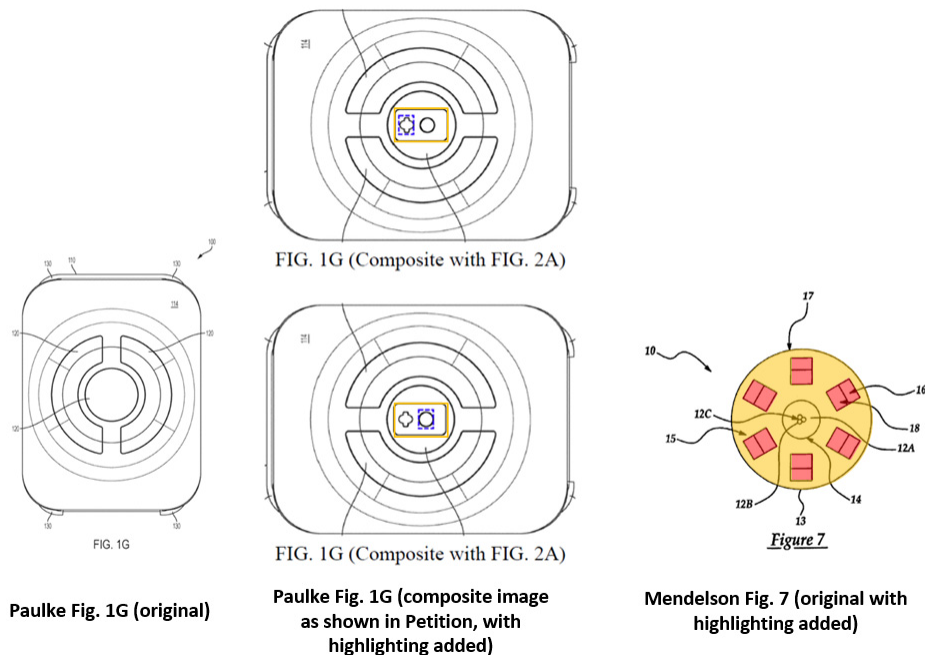 114
FIG. 1G (Composite with FIG. 2A)
100
130
110
130
114
120
120
120
130
130
FIG. 1G
114
FIG. 1G (Composite with FIG. 2A)
17
10
16
12C
18
15
12A
12B
14
13
Figure 7
Paulke Fig. 1G (original)
Paulke Fig. 1G (composite image
as shown in Petition, with
highlighting added)
Mendelson Fig. 7 (original with
highlighting added)